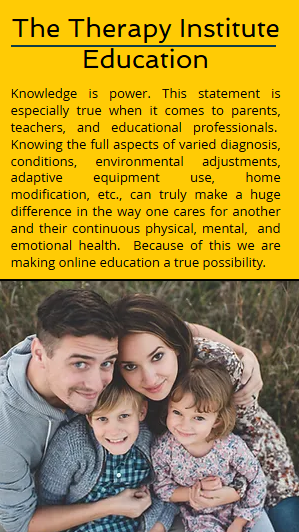 The Therapy Institute
Education
Knowledge is power. This statement is
especially true when it comes to parents,
teachers, and educational professionals.
Knowing the full aspects of varied diagnosis,
conditions, environmental adjustments,
adaptive equipment use, home
modification, etc., can truly make a huge
difference in the way one cares for another
and their continuous physical, mental, and
emotional health. Because of this we are
making online education a true possibility.